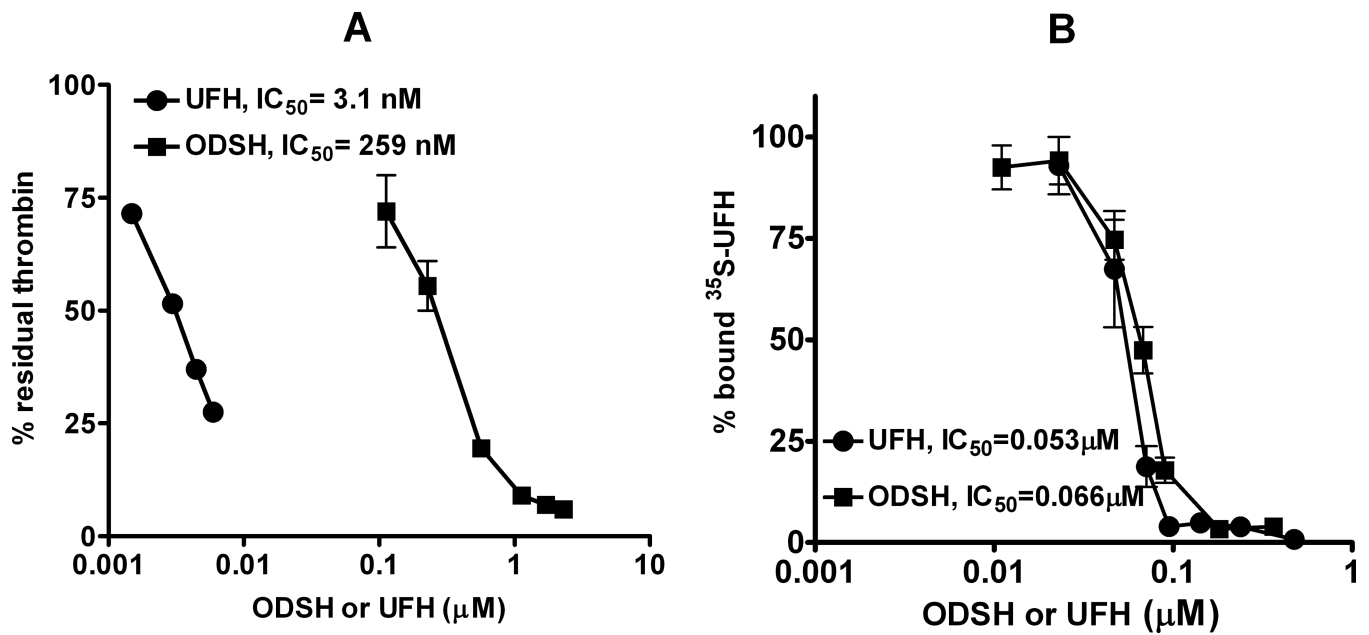 A
% residual thrombin
100
75
50
25
0
UFH, IC50= 3.1 nM
ODSH, IC50= 259 nM
0.001 0.01 0.1 1 10
ODSH or UFH (μM)
B
% bound 35S-UFH
100
75
50
25
0
UFH, IC50=0.053μM
ODSH, IC50=0.066μM
0.001 0.01 0.1 1
ODSH or UFH (μM)